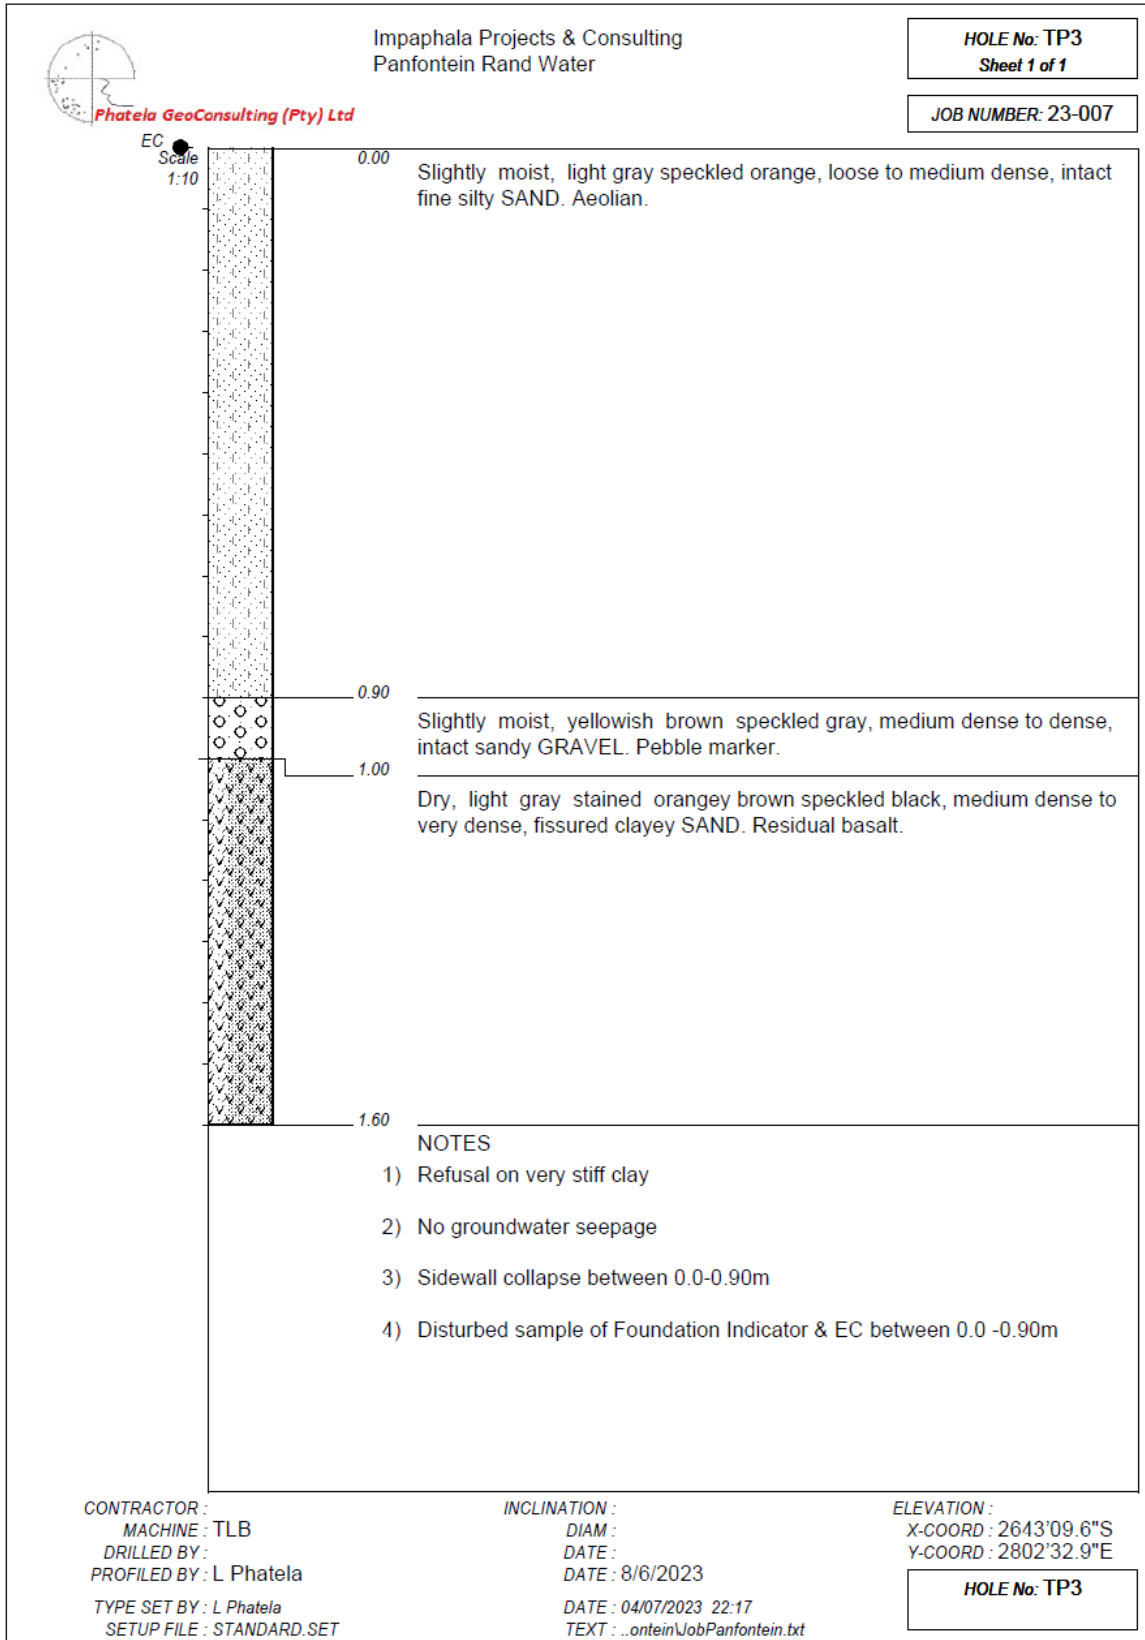 Impaphala Projects & Consulting
Panfontein Rand Water
HOLE No: TP3
Sheet 1 of 1
JOB NUMBER: 23-007
Phatela GeoConsulting (Pty) Ltd
EC
Scale
1:10
0.00
Slightly moist, light gray speckled orange, loose to medium dense, intact
fine silty SAND. Aeolian.
0.90
Slightly moist, yellowish brown speckled gray, medium dense to dense,
intact sandy GRAVEL. Pebble marker.
1.00
Dry, light gray stained orangey brown speckled black, medium dense to
very dense, fissured clayey SAND. Residual basalt.
1.60
NOTES
1) Refusal on very stiff clay
2) No groundwater seepage
3) Sidewall collapse between 0.0-0.90m
4) Disturbed sample of Foundation Indicator & EC between 0.0 -0.90m
CONTRACTOR :
MACHINE : TLB
DRILLED BY :
PROFILED BY : L Phatela
TYPE SET BY : L Phatela
SETUP FILE : STANDARD.SET
INCLINATION :
DIAM :
DATE :
DATE : 8/6/2023
DATE : 04/07/2023 22:17
TEXT : ..ontein\JobPanfontein.txt
ELEVATION :
X-COORD : 2643'09.6"S
Y-COORD : 2802'32.9"E
HOLE No: TP3